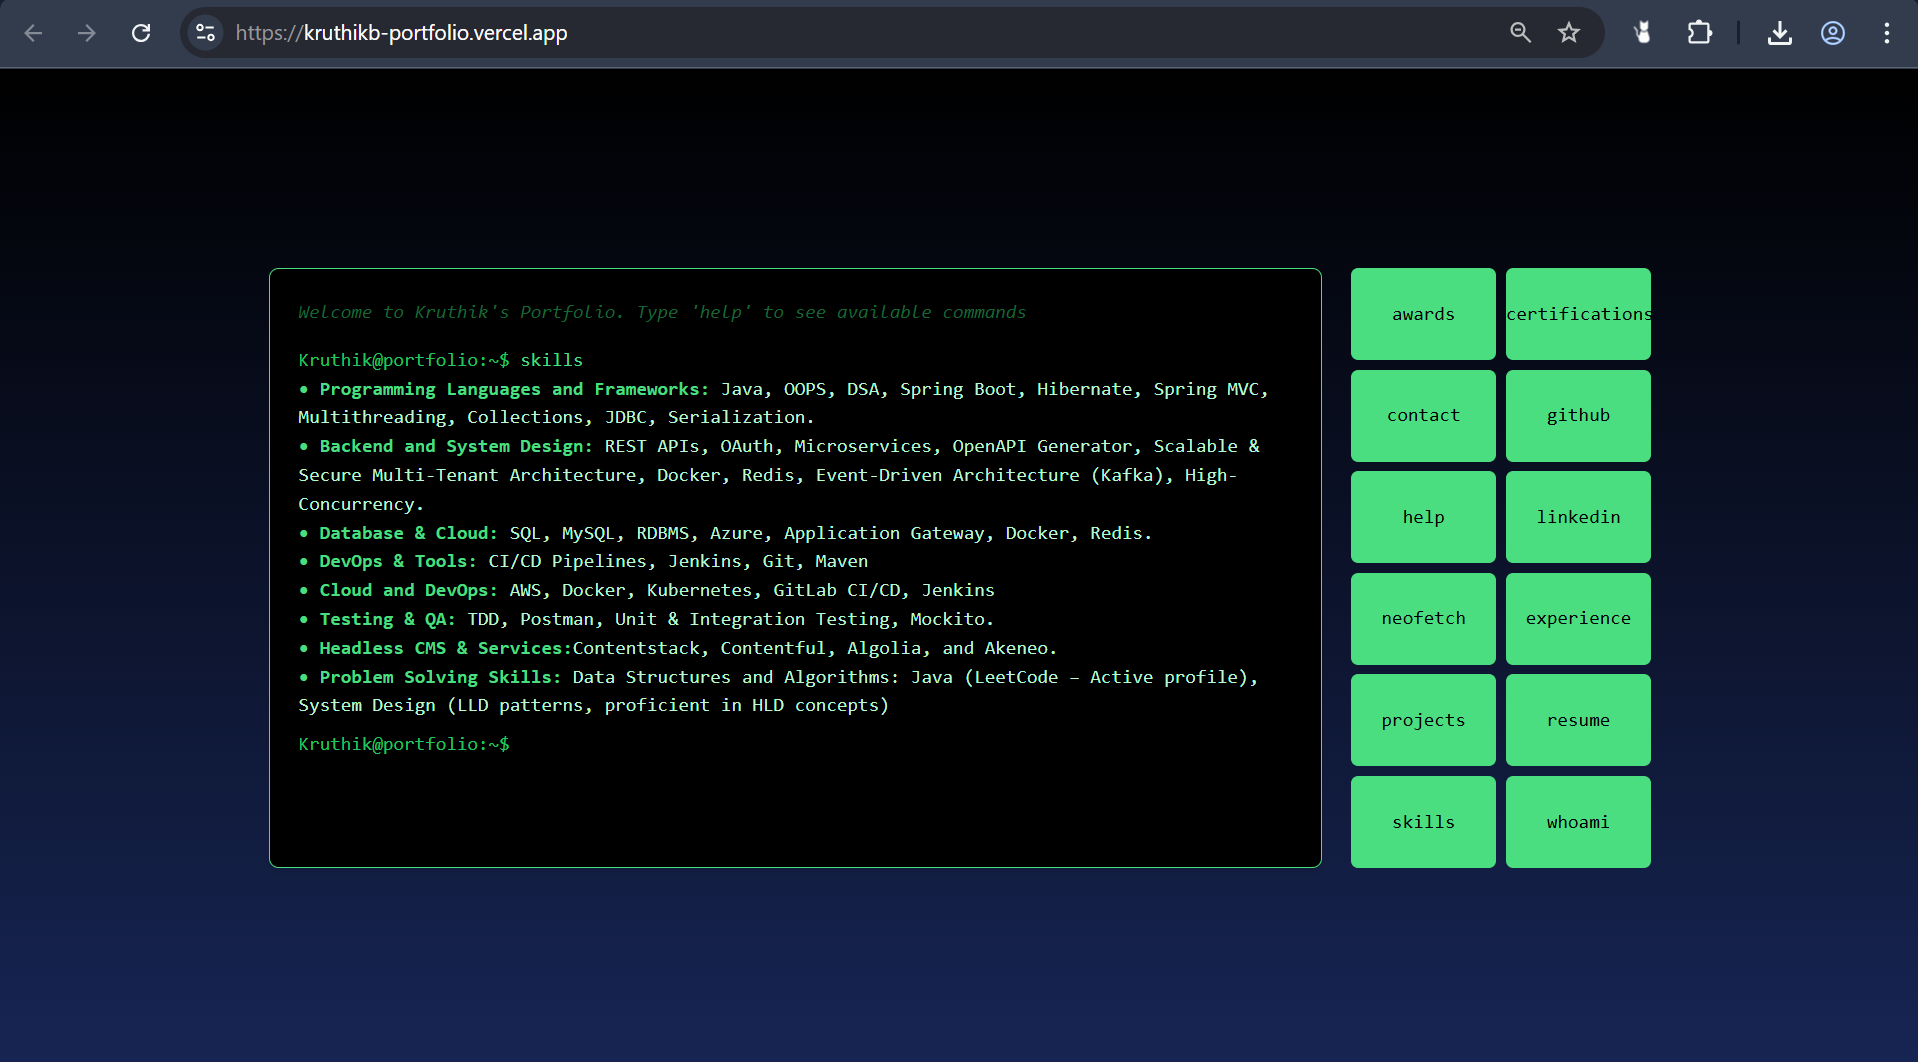 https://kruthikb-portfolio.vercel.app
Welcome to Kruthik's Portfolio. Type 'help' to see available commands
Kruthik@portfolio:~$ skills
• Programming Languages and Frameworks: Java, OOPS, DSA, Spring Boot, Hibernate, Spring MVC,
Multithreading, Collections, JDBC, Serialization.
• Backend and System Design: REST APIs, OAuth, Microservices, OpenAPI Generator, Scalable &
Secure Multi-Tenant Architecture, Docker, Redis, Event-Driven Architecture (Kafka), High-
Concurrency.
• Database & Cloud: SQL, MySQL, RDBMS, Azure, Application Gateway, Docker, Redis.
• DevOps & Tools: CI/CD Pipelines, Jenkins, Git, Maven
• Cloud and DevOps: AWS, Docker, Kubernetes, GitLab CI/CD, Jenkins
• Testing & QA: TDD, Postman, Unit & Integration Testing, Mockito.
• Headless CMS & Services:Contentstack, Contentful, Algolia, and Akeneo.
• Problem Solving Skills: Data Structures and Algorithms: Java (LeetCode – Active profile),
System Design (LLD patterns, proficient in HLD concepts)
Kruthik@portfolio:~$
awards
certifications
contact
github
help
linkedin
neofetch
experience
projects
resume
skills
whoami